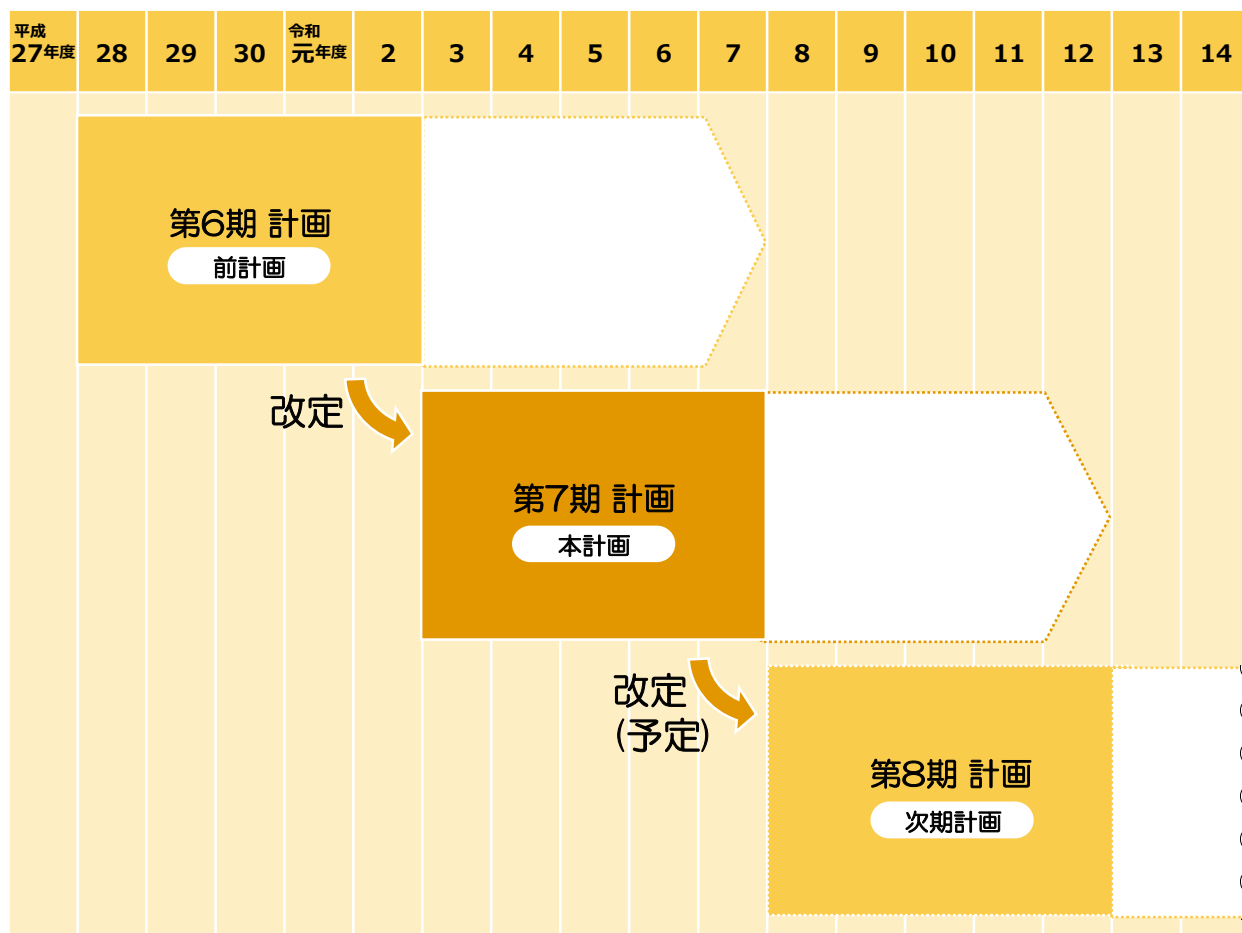 平成
27年度 28 29 30 令和 元年度 2 3 4 5 6 7 8 9 10 11 12 13 14
第6期 計画
前計画
改定
第7期 計画
本計画
改定
(予定)
第8期 計画
次期計画